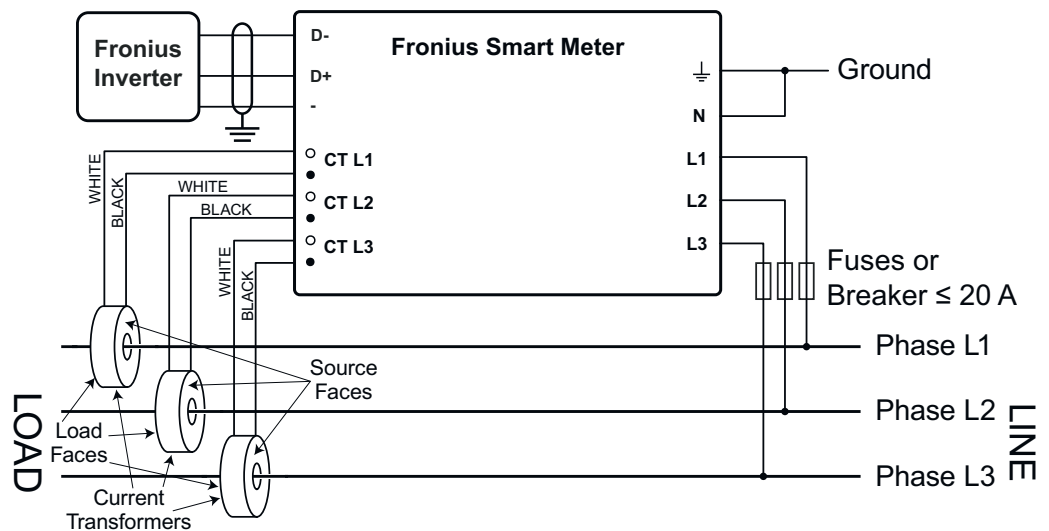 Fronius
Inverter
D-
D+
-
Fronius Smart Meter
Ground
N
L1
L2
L3
CT L1
CT L2
CT L3
WHITE
BLACK
WHITE
BLACK
WHITE
BLACK
Fuses or
Breaker ≤ 20 A
Phase L1
Phase L2
Phase L3
Source
Faces
LOAD
LINE
Load
Faces
Current
Transformers